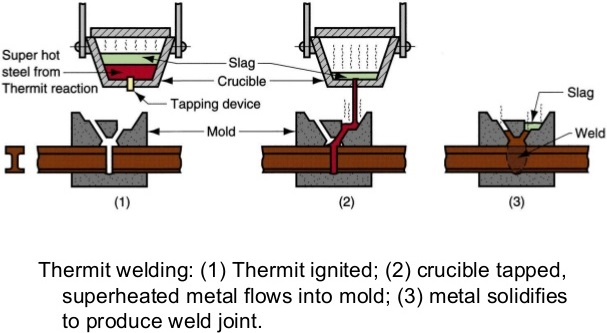 Super hot
steel from
Thermit reaction
Slag
Crucible
Tapping device
Mold
Slag
Weld
(1)
(2)
(3)
Thermit welding: (1) Thermit ignited; (2) crucible tapped,
superheated metal flows into mold; (3) metal solidifies
to produce weld joint.